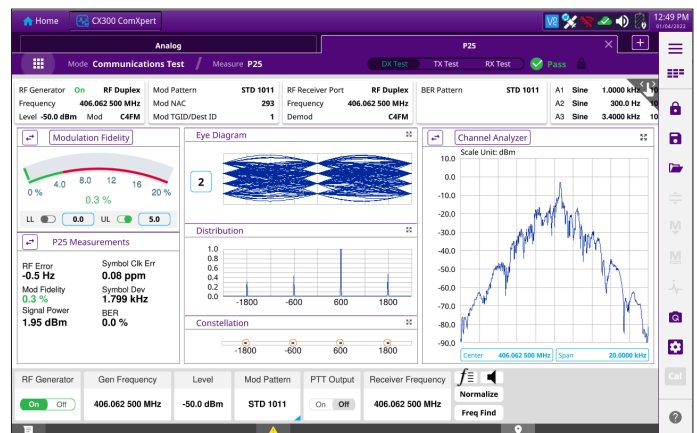 Home
CX300 ComXpert
12:49 PM
01/04/2022
Analog
P25
Mode Communications Test / Measure P25
DX Test
TX Test
RX Test
Pass
RF Generator On RF Duplex
Frequency 406.062 500 MHz
Level -50.0 dBm Mod C4FM
Mod Pattern STD 1011
Mod NAC 293
Mod TGID/Dest ID 1
RF Receiver Port RF Duplex
Frequency 406.062 500 MHz
Demod C4FM
BER Pattern STD 1011
A1 Sine 1.0000 kHz 10
A2 Sine 300.0 Hz 10
A3 Sine 3.4000 kHz 10
Modulation Fidelity
0 %
4.0
8.0
12
16
20 %
0.3 %
LL 0.0 UL 5.0
P25 Measurements
RF Error
-0.5 Hz
Symbol Clk Err
0.08 ppm
Mod Fidelity
0.3 %
Symbol Dev
1.799 kHz
Signal Power
1.95 dBm
BER
0.0 %
Eye Diagram
2
Distribution
1.0
0.8
0.6
0.4
0.2
0.0
-1800 -600 600 1800
Constellation
-1800 -600 600 1800
Channel Analyzer
Scale Unit: dBm
10.0
0.0
-10.0
-20.0
-30.0
-40.0
-50.0
-60.0
-70.0
-80.0
-90.0
Center 406.062 500 MHz
Span 20.0000 kHz
RF Generator
On Off
Gen Frequency
406.062 500 MHz
Level
-50.0 dBm
Mod Pattern
STD 1011
PTT Output
On Off
Receiver Frequency
406.062 500 MHz
Normalize
Freq Find
M
M
Cal